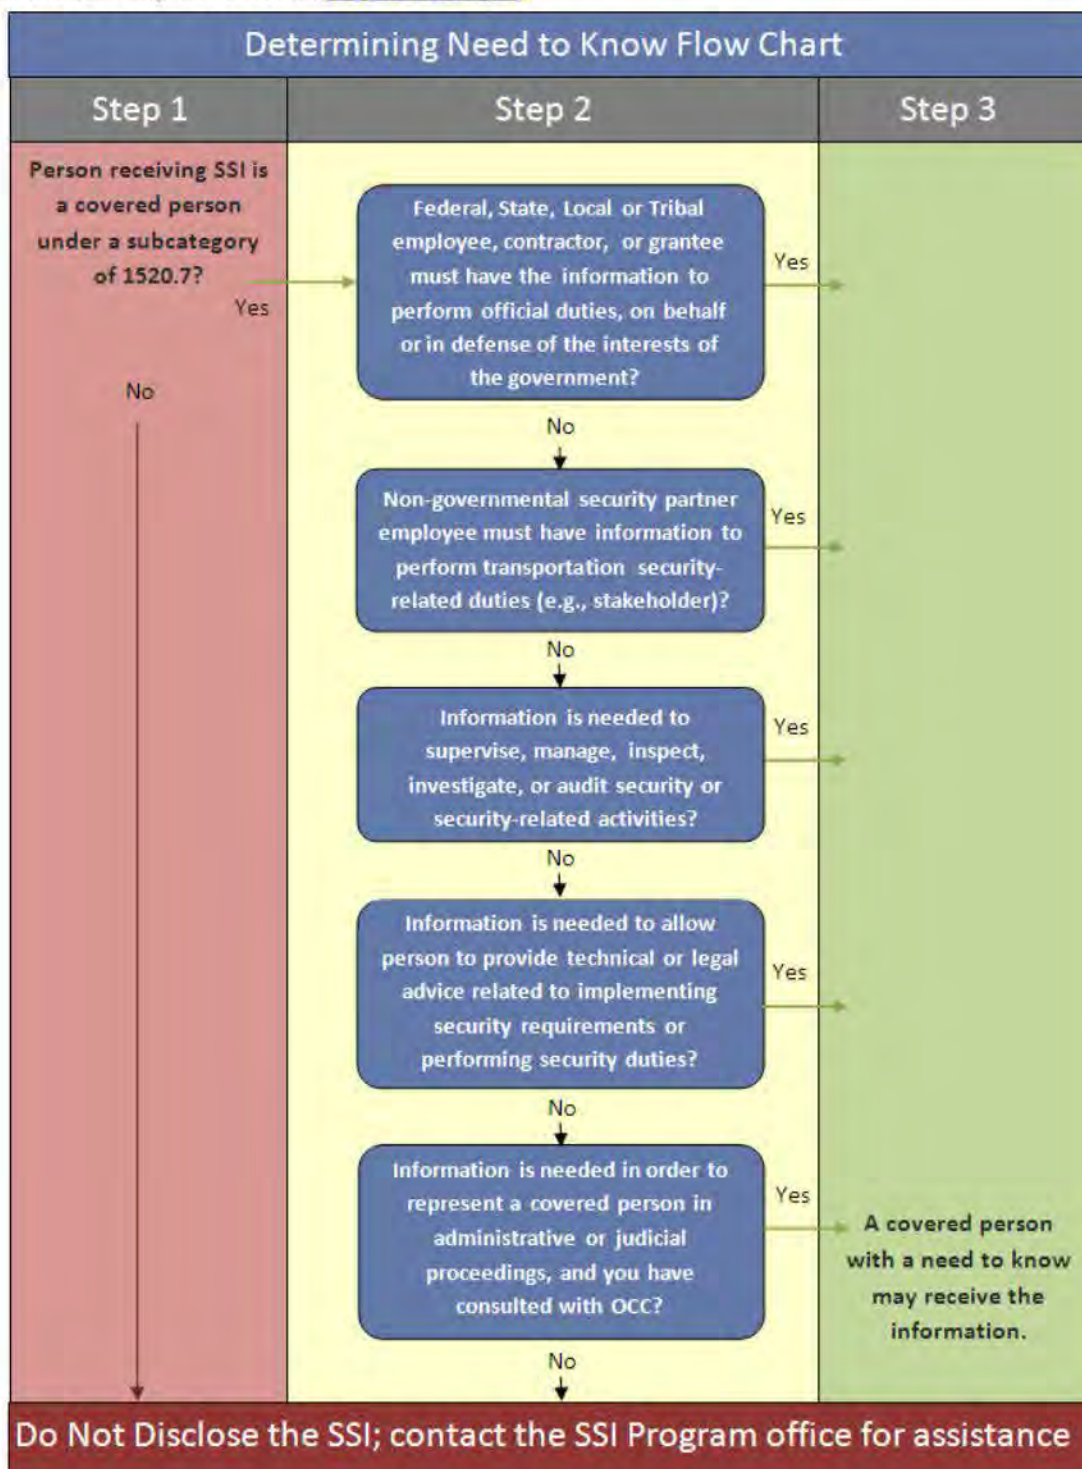 Determining Need to Know Flow Chart
Step 1
Step 2
Step 3
Person receiving SSI is
a covered person
under a subcategory
of 1520.7?
Yes
No
Federal, State, Local or Tribal
employee, contractor, or grantee
must have the information to
perform official duties, on behalf
or in defense of the interests of
the government?
Yes
No
Non-governmental security partner
employee must have information to
perform transportation security-
related duties (e.g., stakeholder)?
Yes
No
Information is needed to
supervise, manage, inspect,
investigate, or audit security or
security-related activities?
Yes
No
Information is needed to allow
person to provide technical or legal
advice related to implementing
security requirements or
performing security duties?
Yes
No
Information is needed in order to
represent a covered person in
administrative or judicial
proceedings, and you have
consulted with OCC?
Yes
No
A covered person
with a need to know
may receive the
information.
Do Not Disclose the SSI; contact the SSI Program office for assistance